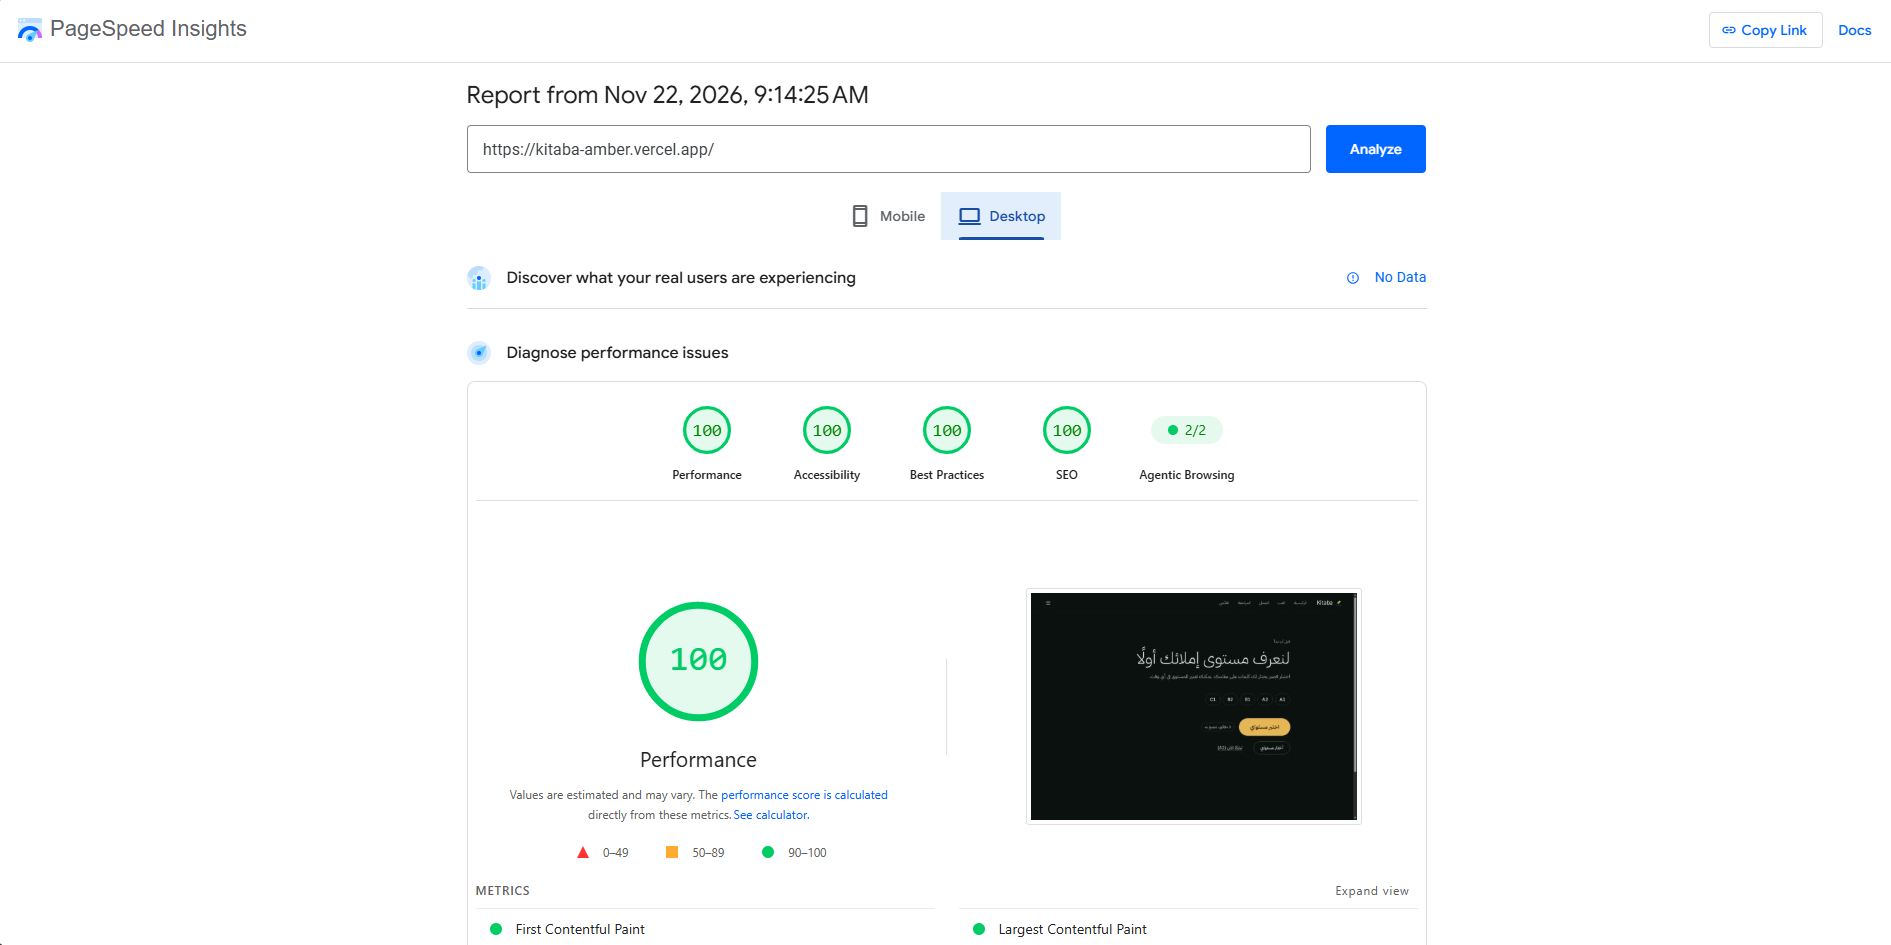 PageSpeed Insights
Copy Link
Docs
Report from Nov 22, 2026, 9:14:25 AM
https://kitaba-amber.vercel.app/
Analyze
Mobile
Desktop
Discover what your real users are experiencing
No Data
Diagnose performance issues
100
100
100
100
2/2
Performance
Accessibility
Best Practices
SEO
Agentic Browsing
100
Performance
Values are estimated and may vary. The performance score is calculated
directly from these metrics. See calculator.
0–49
50–89
90–100
Kitaba
لنعرف مستوى إملائك أولًا
A1 A2 B1 B2 C1
اختبر مستواي
METRICS
Expand view
First Contentful Paint
Largest Contentful Paint